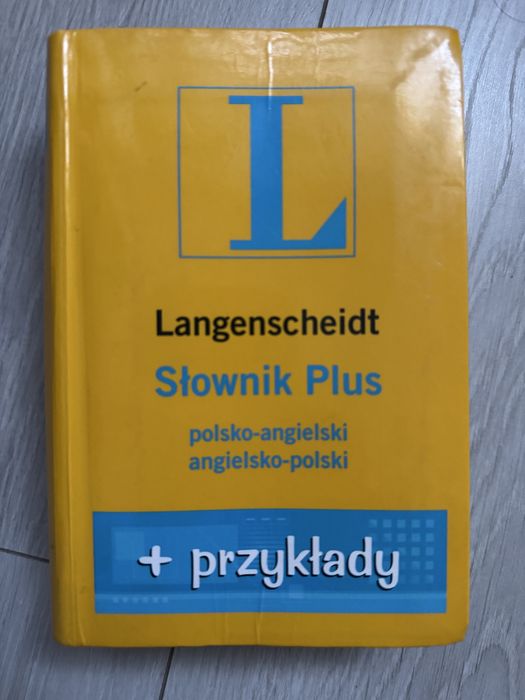 L
Langenscheidt
Słownik Plus
polsko-angielski
angielsko-polski
+ przykłady